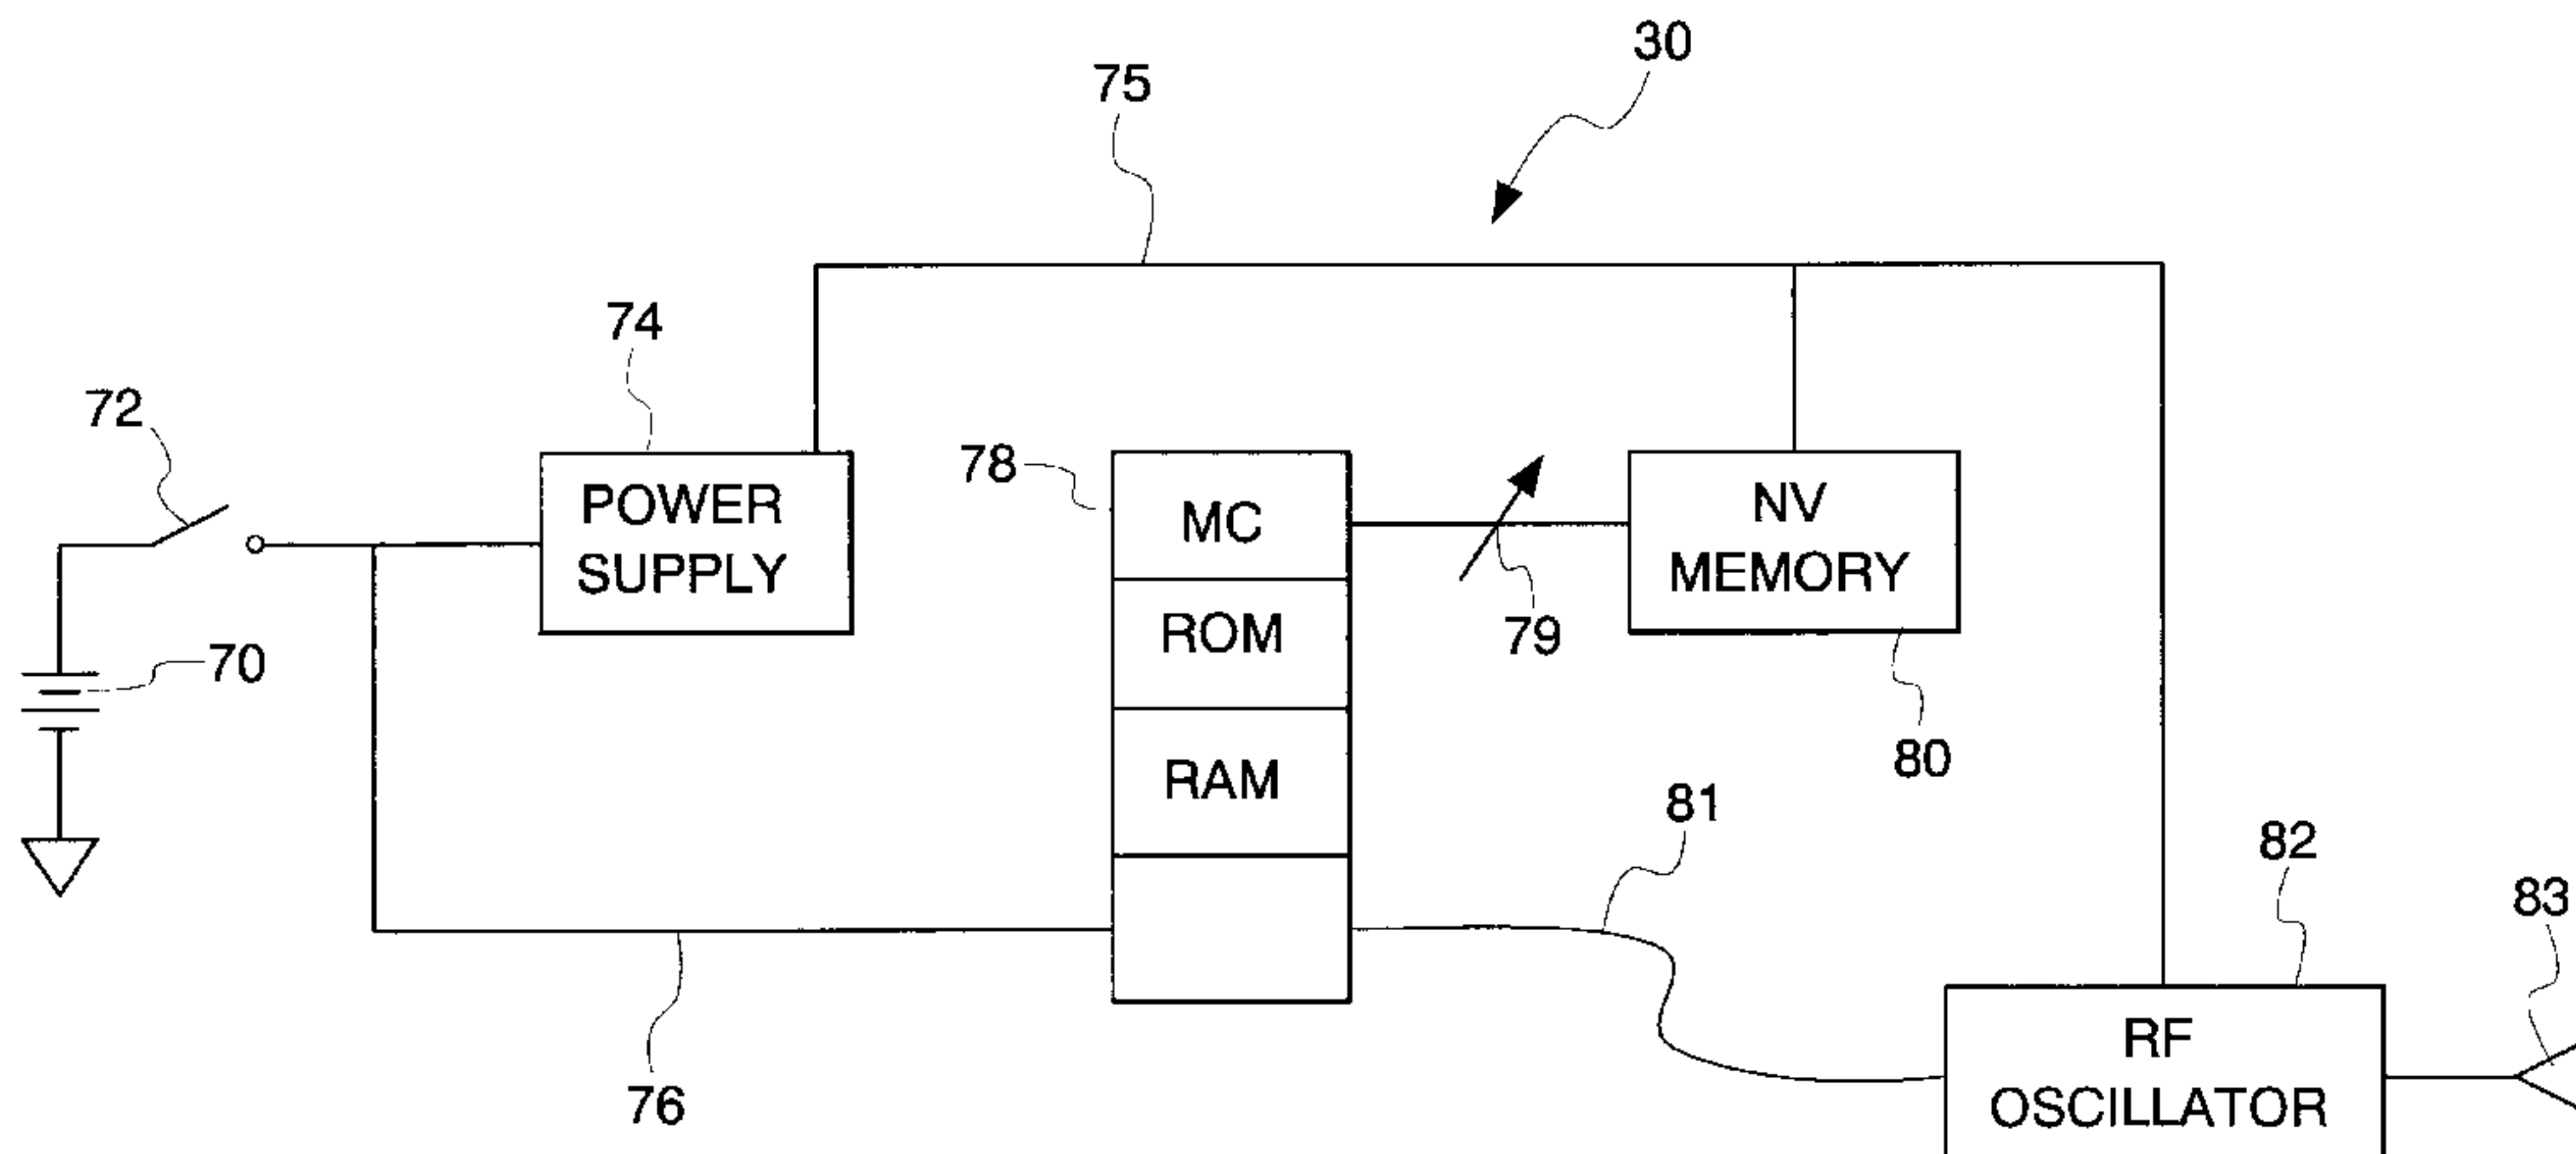 30
75
74
72
POWER
SUPPLY
78
MC
NV
MEMORY
ROM
79
70
80
RAM
81
82
83
76
RF
OSCILLATOR